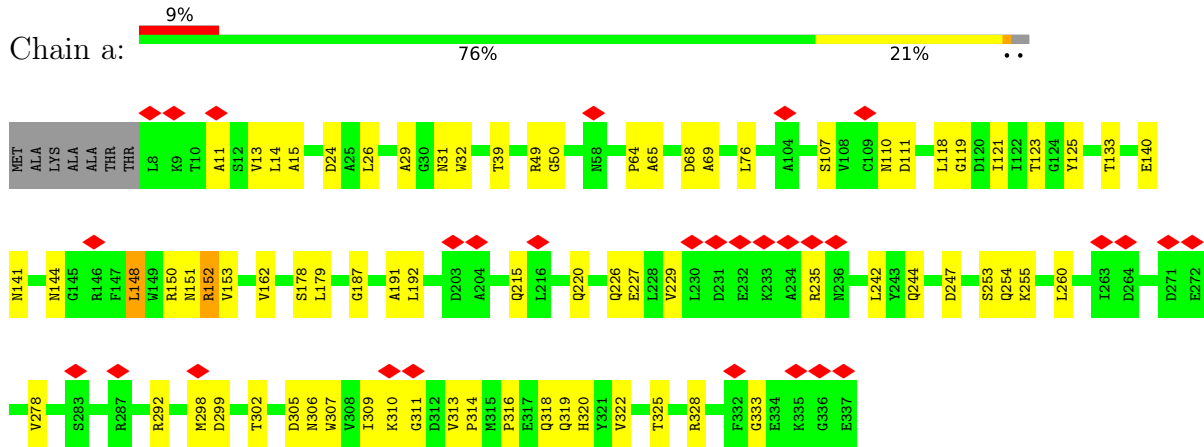 9%
Chain a:
76% 21% ..
MET ALA LYS ALA ALA THR THR L8 K9 T10 A11 S12 V13 L14 A15 D24 A25 L26 A29 G30 N31 W32 T39 R49 G50 N58 P64 A65 D68 A69 L76 A104 S107 V108 C109 N110 D111 L118 G119 D120 I121 I122 T123 G124 Y125 T133 E140
N141 N144 G145 R146 F147 L148 W149 R150 N151 R152 V153 V162 S178 L179 G187 A191 L192 D203 A204 Q215 L216 Q220 Q226 E227 L228 V229 L230 D231 E232 K233 A234 R235 N236 L242 Y243 Q244 D247 S253 Q254 K255 L260 I263 D264 D271 E272
V278 S283 R287 R292 M298 D299 T302 D305 N306 W307 V308 I309 K310 G311 D312 V313 P314 M315 P316 E317 Q318 Q319 H320 Y321 V322 T325 R328 F332 G333 E334 K335 G336 E337